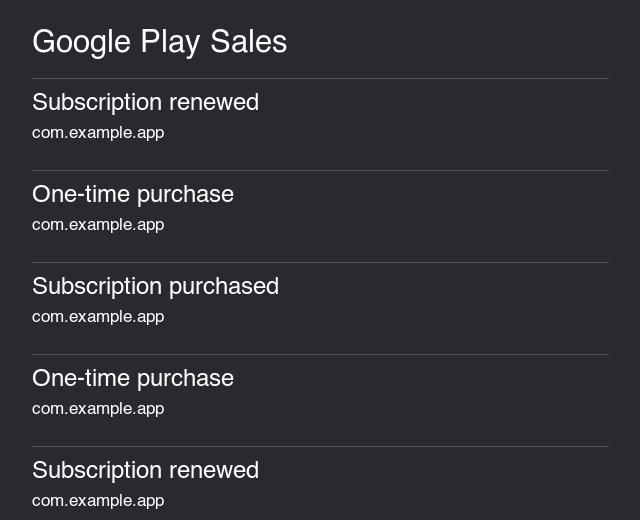 Google Play Sales
Subscription renewed
com.example.app
One-time purchase
com.example.app
Subscription purchased
com.example.app
One-time purchase
com.example.app
Subscription renewed
com.example.app